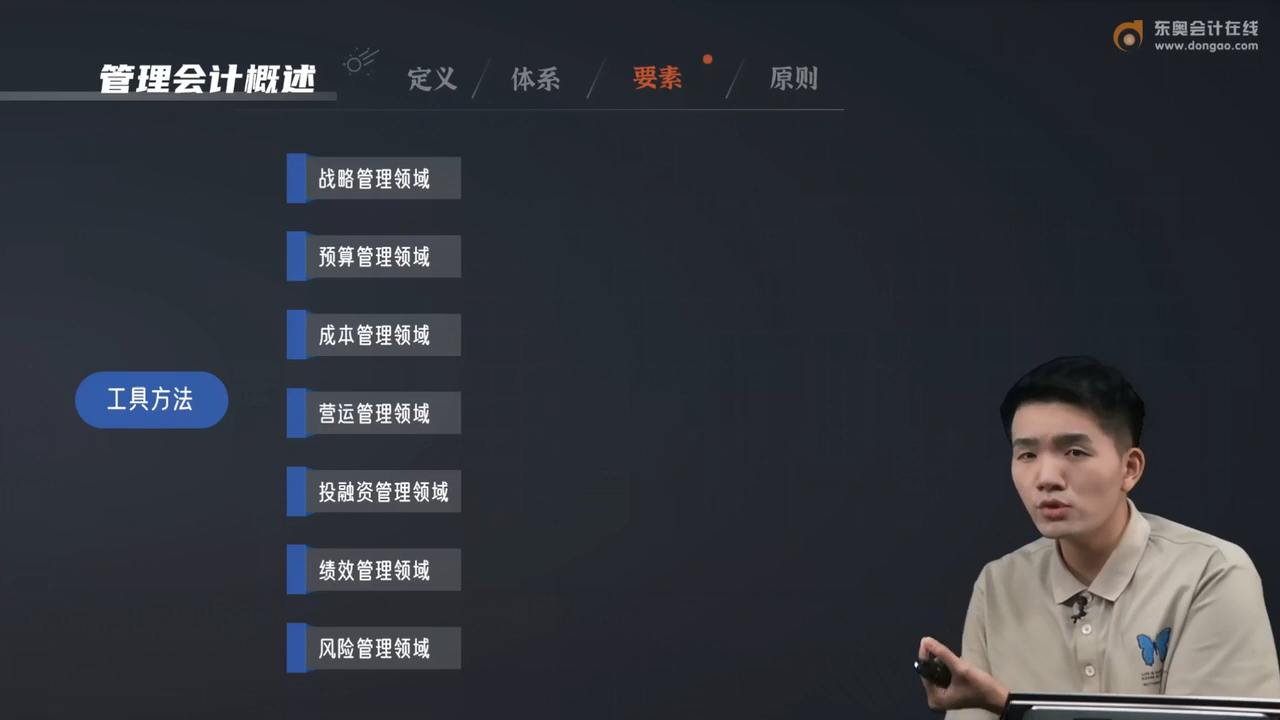 东奥会计在线
www.dongao.com
管理会计概述
定义 / 体系 / 要素 / 原则
战略管理领域
预算管理领域
成本管理领域
工具方法
营运管理领域
投融资管理领域
绩效管理领域
风险管理领域